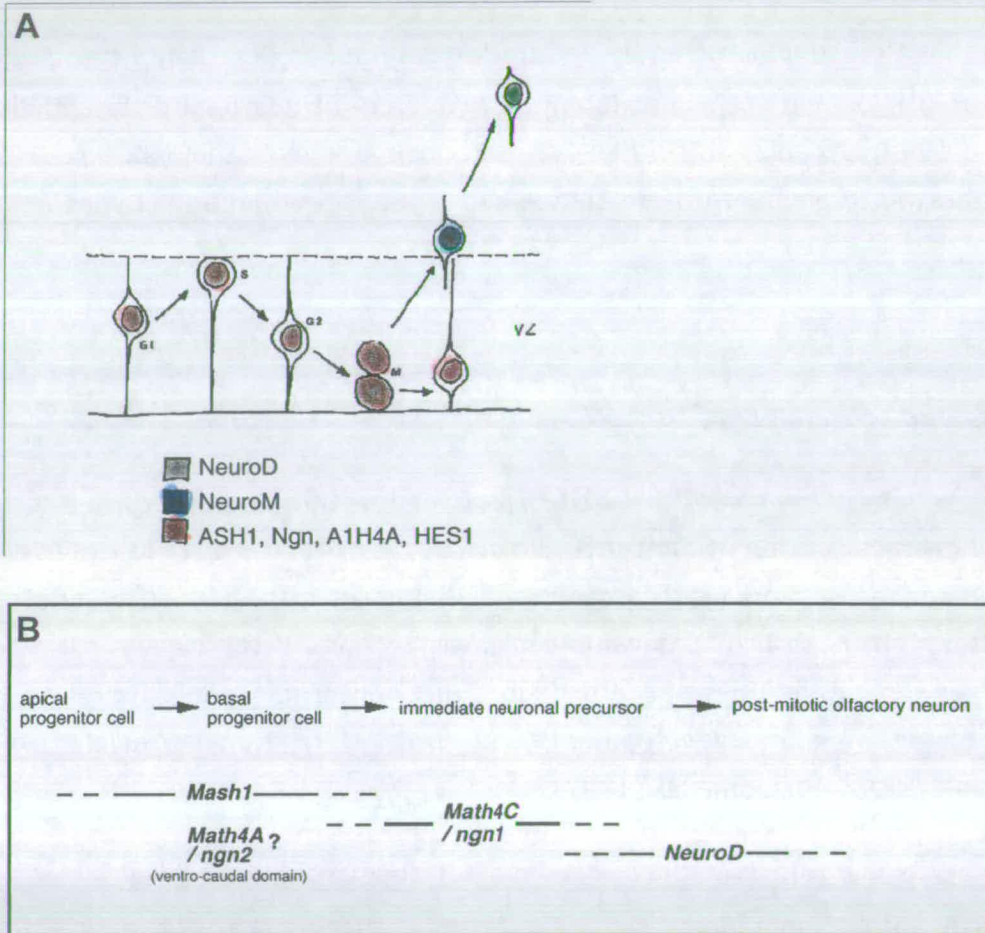 A
S
G1
G2
M
VZ
NeuroD
NeuroM
ASH1, Ngn, A1H4A, HES1
B
apical progenitor cell
basal progenitor cell
immediate neuronal precursor
post-mitotic olfactory neuron
Mash1
Math4C
/ ngn1
Math4A ?
/ ngn2
(ventro-caudal domain)
NeuroD